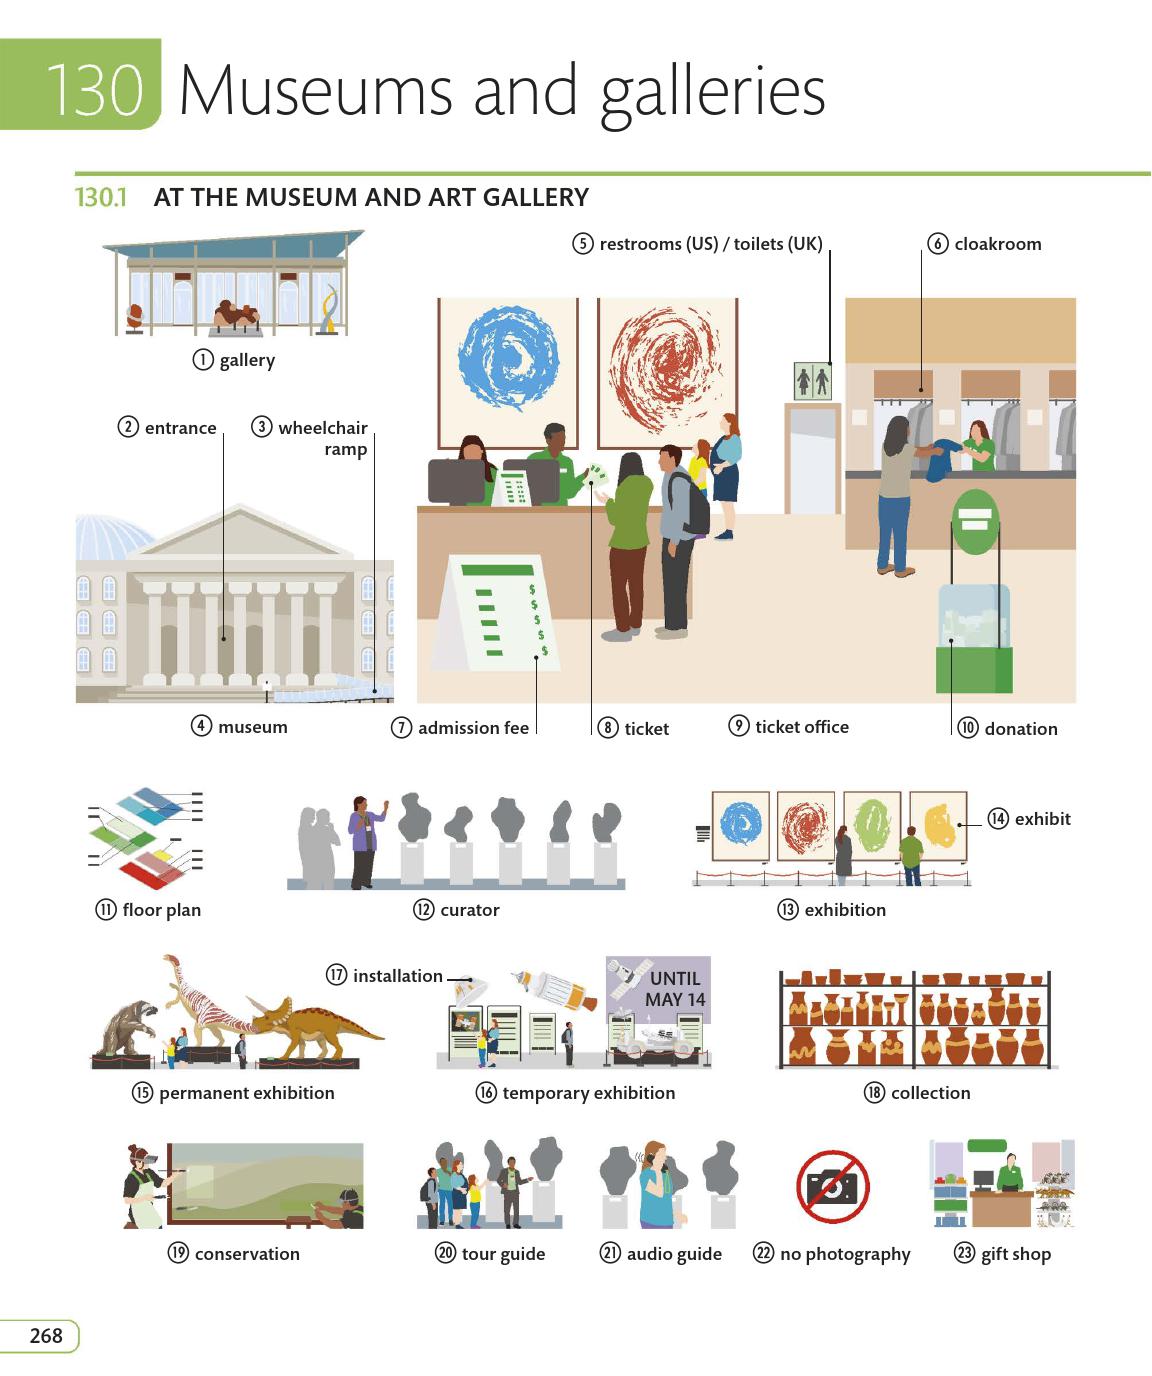 130 Museums and galleries
130.1 AT THE MUSEUM AND ART GALLERY
5 restrooms (US) / toilets (UK)
6 cloakroom
1 gallery
2 entrance
3 wheelchair
ramp
4 museum
7 admission fee
$
$
$
$
$
8 ticket
9 ticket office
10 donation
11 floor plan
12 curator
14 exhibit
13 exhibition
17 installation
UNTIL
MAY 14
15 permanent exhibition
16 temporary exhibition
18 collection
19 conservation
20 tour guide
21 audio guide
22 no photography
23 gift shop
268